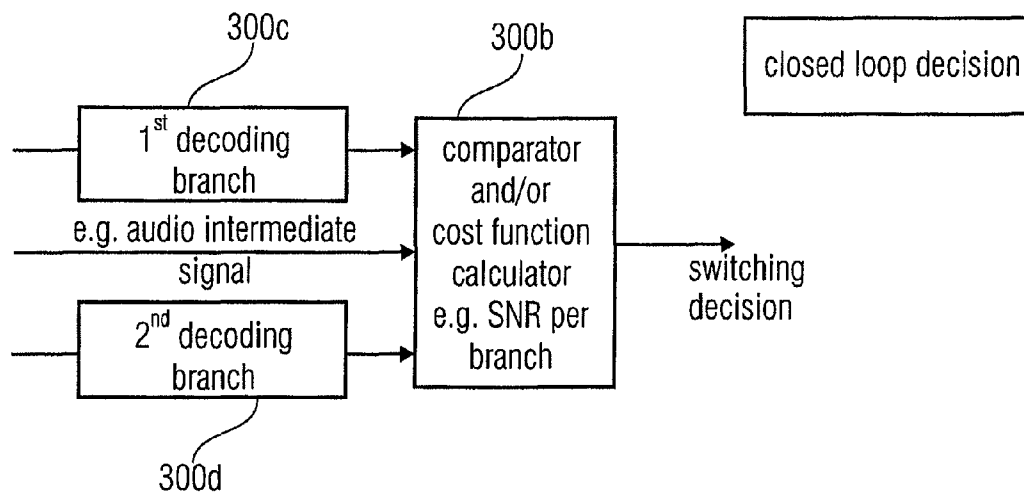 300c
300b
closed loop decision
1st decoding
branch
comparator
and/or
cost function
calculator
e.g. SNR per
branch
e.g. audio intermediate
signal
switching
decision
2nd decoding
branch
300d